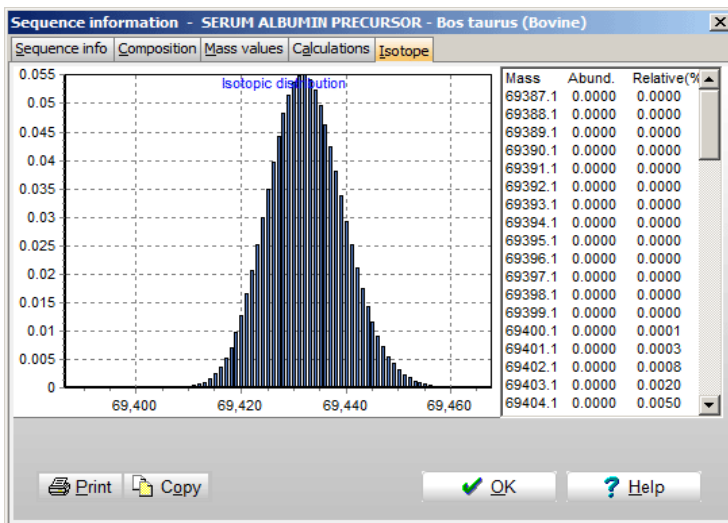 Sequence information - SERUM ALBUMIN PRECURSOR - Bos taurus (Bovine)
Sequence info Composition Mass values Calculations Isotope
Isotopic distribution
0.055
0.05
0.045
0.04
0.035
0.03
0.025
0.02
0.015
0.01
0.005
0
69,400 69,420 69,440 69,460
Mass Abund. Relative(%
69387.1 0.0000 0.0000
69388.1 0.0000 0.0000
69389.1 0.0000 0.0000
69390.1 0.0000 0.0000
69391.1 0.0000 0.0000
69392.1 0.0000 0.0000
69393.1 0.0000 0.0000
69394.1 0.0000 0.0000
69395.1 0.0000 0.0000
69396.1 0.0000 0.0000
69397.1 0.0000 0.0000
69398.1 0.0000 0.0000
69399.1 0.0000 0.0000
69400.1 0.0000 0.0001
69401.1 0.0000 0.0003
69402.1 0.0000 0.0008
69403.1 0.0000 0.0020
69404.1 0.0000 0.0050
Print Copy OK Help